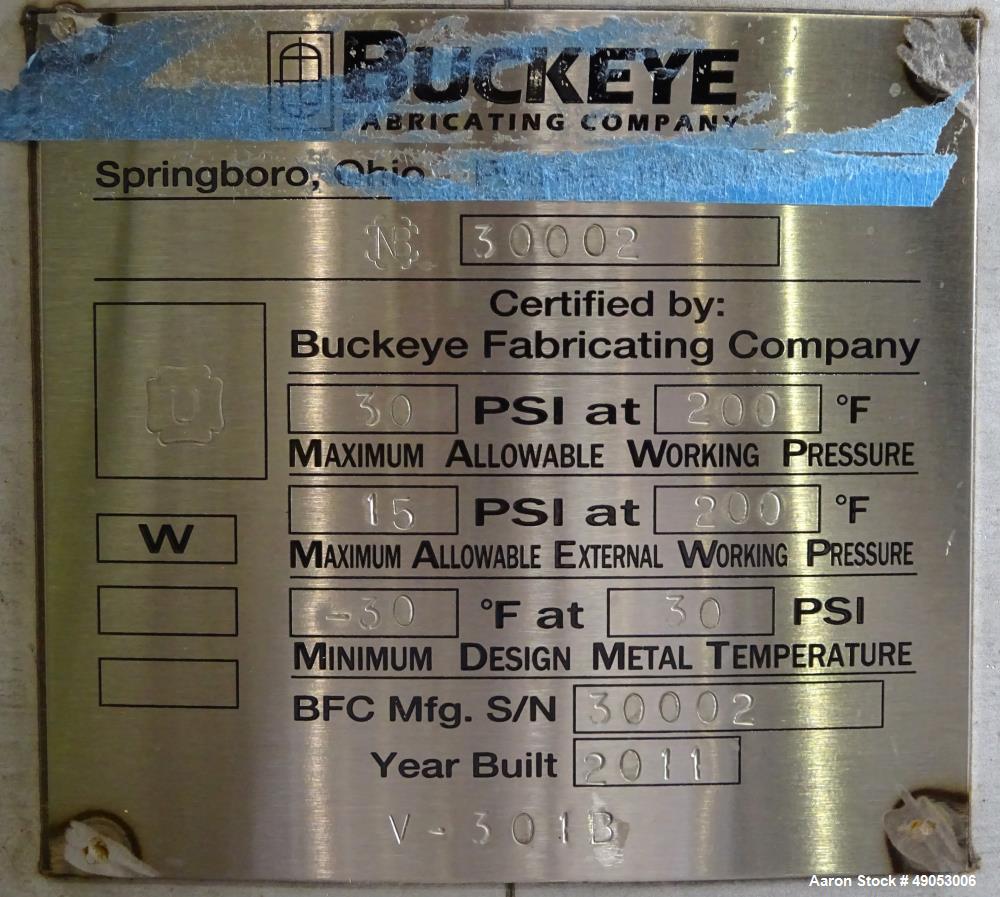 BUCKEYE
FABRICATING COMPANY
Springboro, Ohio
NB 30002
Certified by:
Buckeye Fabricating Company
U
30 PSI at 200 °F
MAXIMUM ALLOWABLE WORKING PRESSURE
15 PSI at 200 °F
W
MAXIMUM ALLOWABLE EXTERNAL WORKING PRESSURE
-30 °F at 30 PSI
MINIMUM DESIGN METAL TEMPERATURE
BFC Mfg. S/N 30002
Year Built 2011
V-301B
Aaron Stock # 49053006